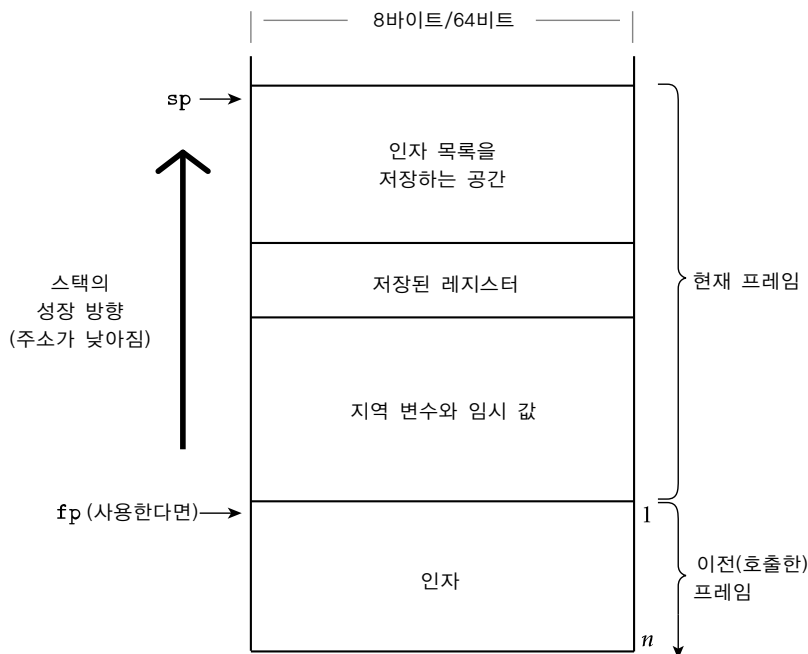 8바이트/64비트
sp
인자 목록을
저장하는 공간
스택의
성장 방향
(주소가 낮아짐)
저장된 레지스터
현재 프레임
지역 변수와 임시 값
fp (사용한다면)
1
인자
이전(호출한)
프레임
n